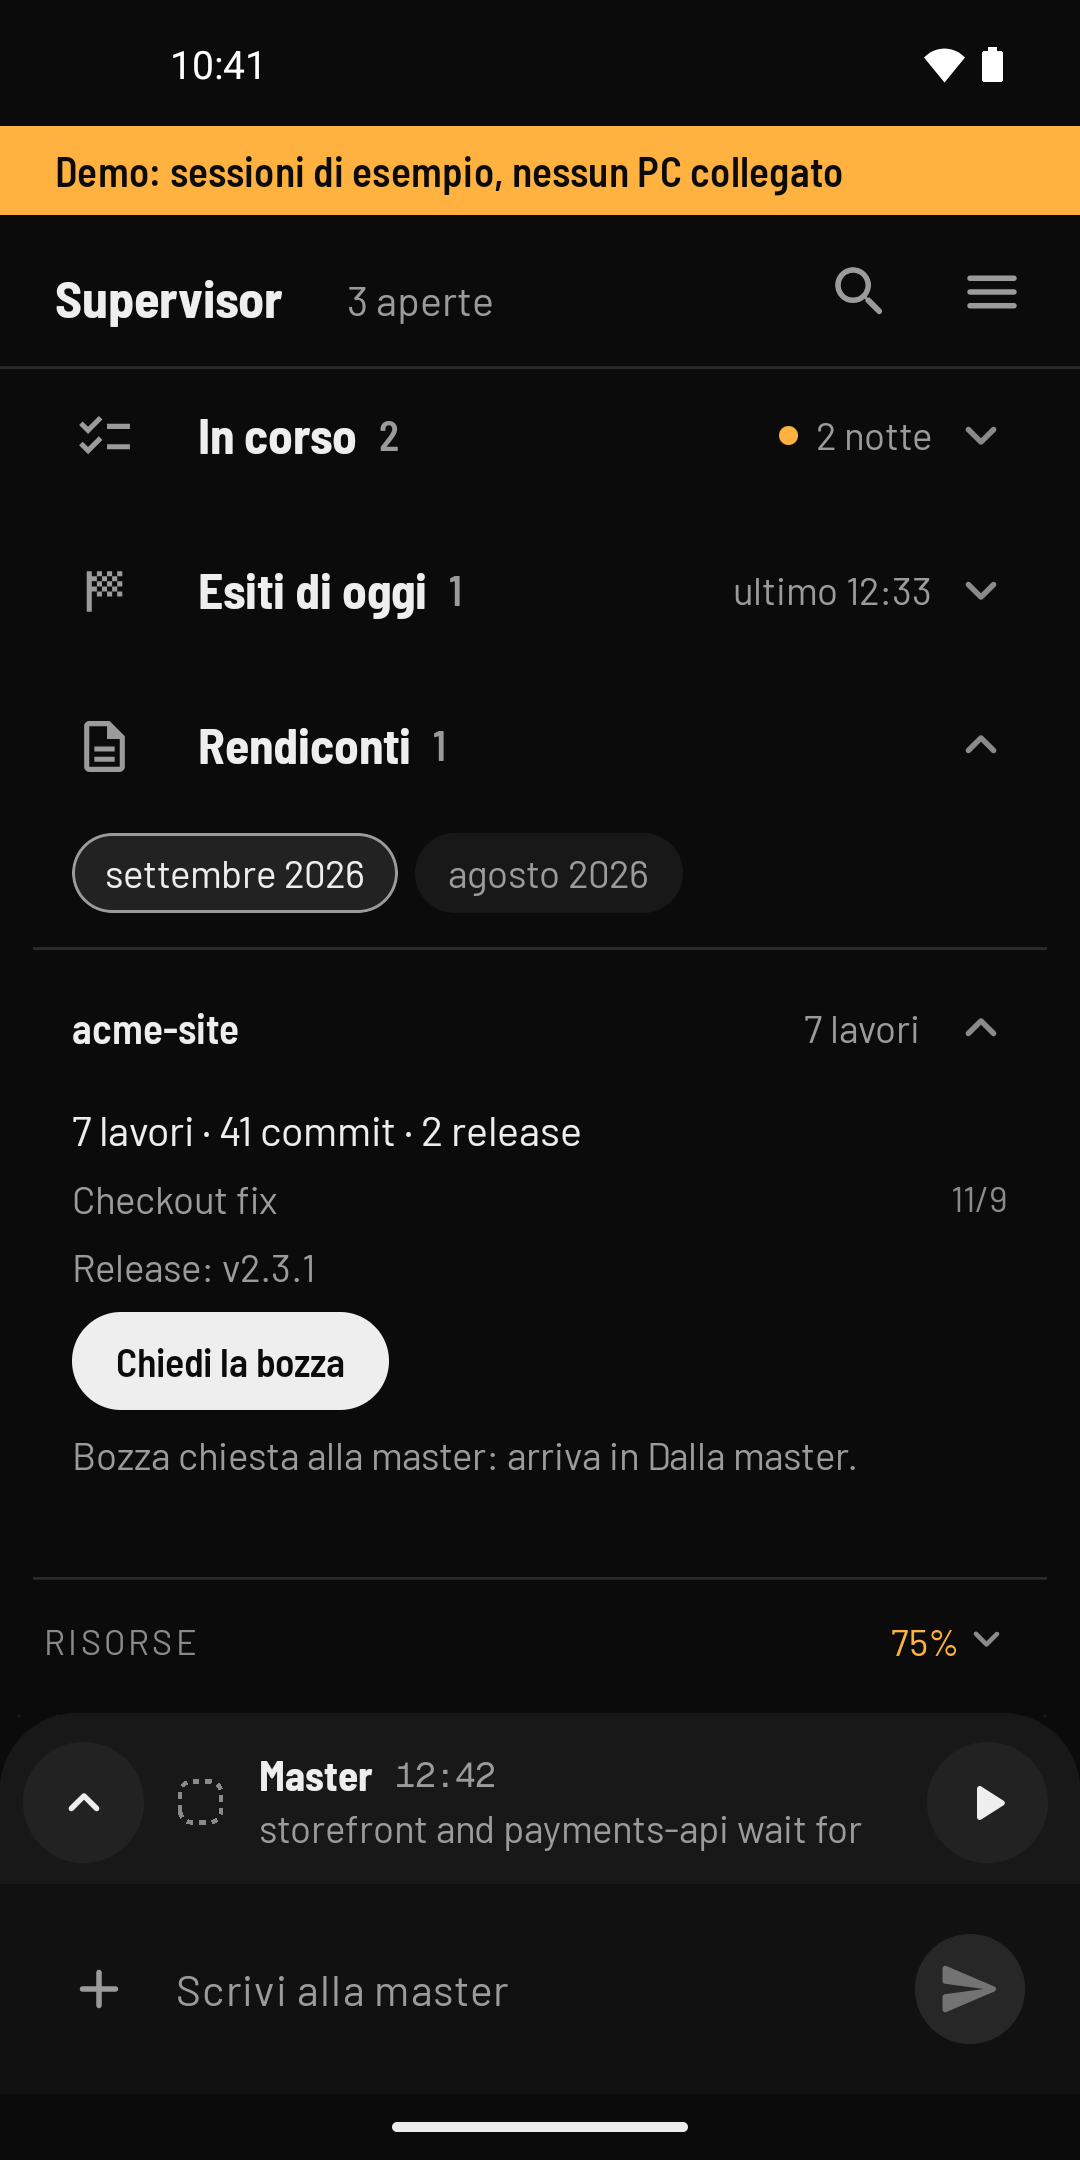 10:41
Demo: sessioni di esempio, nessun PC collegato
Supervisor 3 aperte
In corso 2 2 notte
Esiti di oggi 1 ultimo 12:33
Rendiconti 1
settembre 2026 agosto 2026
acme-site 7 lavori
7 lavori · 41 commit · 2 release
Checkout fix 11/9
Release: v2.3.1
Chiedi la bozza
Bozza chiesta alla master: arriva in Dalla master.
RISORSE 75%
Master 12:42
storefront and payments-api wait for
Scrivi alla master